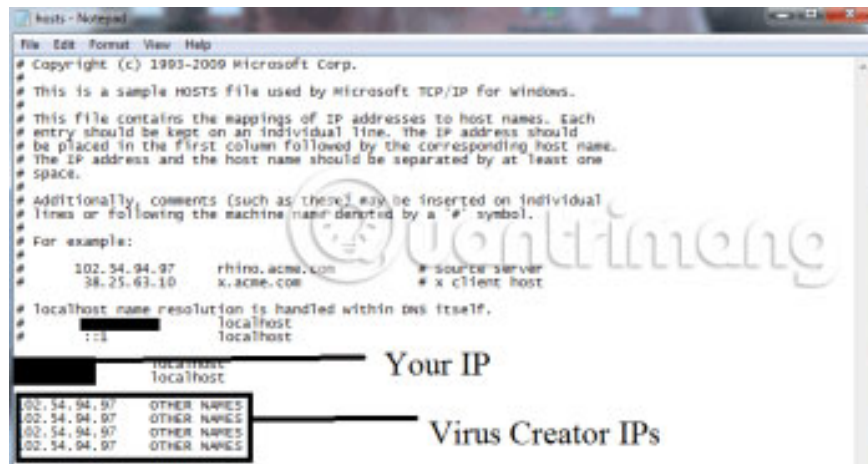 hosts - Notepad
File Edit Format View Help
# Copyright (c) 1993-2009 Microsoft Corp.
#
# This is a sample HOSTS file used by Microsoft TCP/IP for Windows.
#
# This file contains the mappings of IP addresses to host names. Each
# entry should be kept on an individual line. The IP address should
# be placed in the first column followed by the corresponding host name.
# The IP address and the host name should be separated by at least one
# space.
#
# Additionally, comments (such as these) may be inserted on individual
# lines or following the machine name denoted by a '#' symbol.
#
# For example:
#
# 102.54.94.97 rhino.acme.com # source server
# 38.25.63.10 x.acme.com # x client host
# localhost name resolution is handled within DNS itself.
# localhost
# ::1 localhost
localhost
localhost
Your IP
102.54.94.97 OTHER NAMES
102.54.94.97 OTHER NAMES
102.54.94.97 OTHER NAMES
102.54.94.97 OTHER NAMES
Virus Creator IPs
Quantrimang